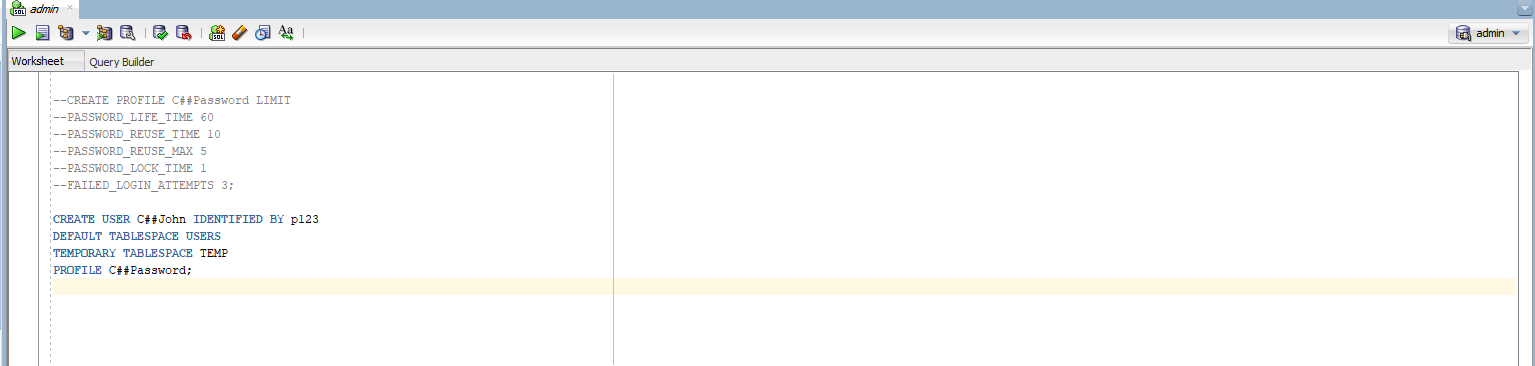 admin
admin
Worksheet
Query Builder
--CREATE PROFILE C##Password LIMIT
--PASSWORD_LIFE_TIME 60
--PASSWORD_REUSE_TIME 10
--PASSWORD_REUSE_MAX 5
--PASSWORD_LOCK_TIME 1
--FAILED_LOGIN_ATTEMPTS 3;
CREATE USER C##John IDENTIFIED BY p123
DEFAULT TABLESPACE USERS
TEMPORARY TABLESPACE TEMP
PROFILE C##Password;